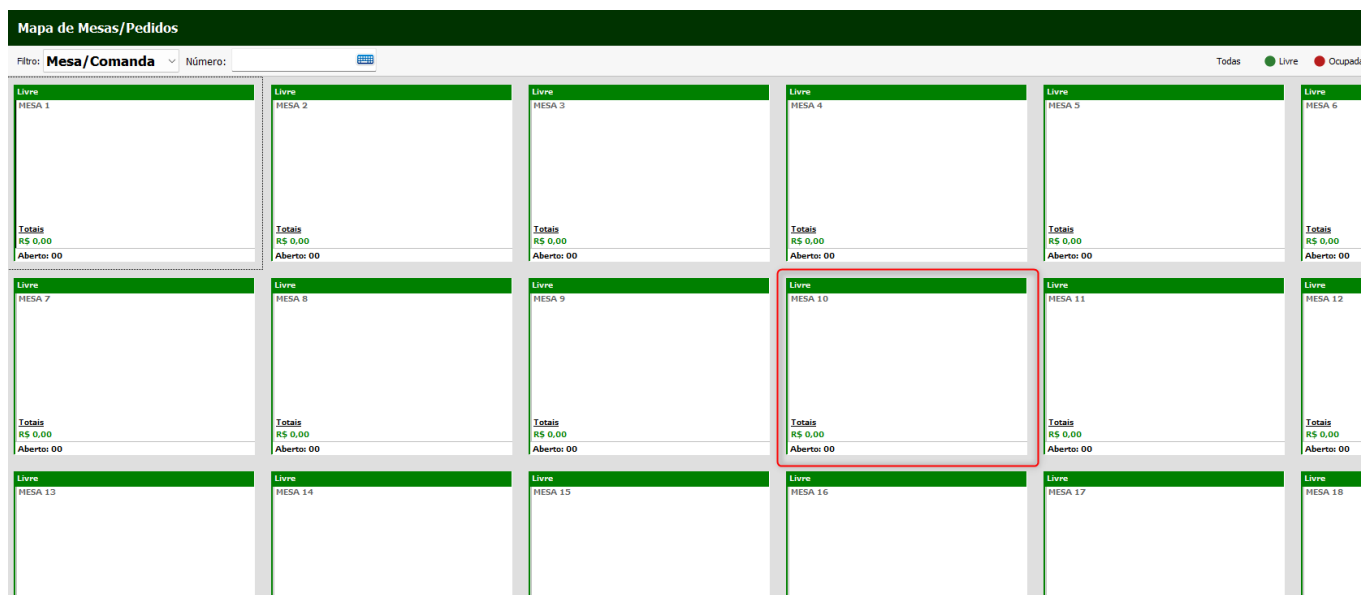 Mapa de Mesas/Pedidos
Filtro: Mesa/Comanda Número: Todas Livre Ocupada
Livre Livre Livre Livre Livre Livre
MESA 1 MESA 2 MESA 3 MESA 4 MESA 5 MESA 6
Totais Totais Totais Totais Totais Totais
R$ 0,00 R$ 0,00 R$ 0,00 R$ 0,00 R$ 0,00 R$ 0,00
Aberto: 00 Aberto: 00 Aberto: 00 Aberto: 00 Aberto: 00 Aberto: 00
Livre Livre Livre Livre Livre Livre
MESA 7 MESA 8 MESA 9 MESA 10 MESA 11 MESA 12
Totais Totais Totais Totais Totais Totais
R$ 0,00 R$ 0,00 R$ 0,00 R$ 0,00 R$ 0,00 R$ 0,00
Aberto: 00 Aberto: 00 Aberto: 00 Aberto: 00 Aberto: 00 Aberto: 00
Livre Livre Livre Livre Livre Livre
MESA 13 MESA 14 MESA 15 MESA 16 MESA 17 MESA 18